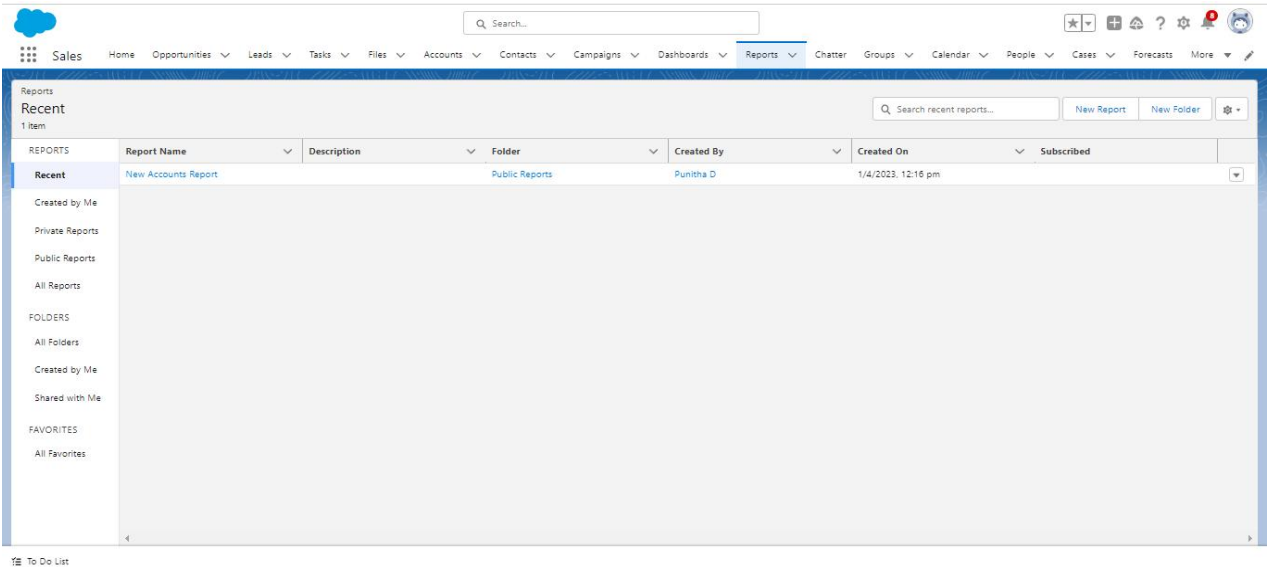 Search...
8
Sales Home Opportunities Leads Tasks Files Accounts Contacts Campaigns Dashboards Reports Chatter Groups Calendar People Cases Forecasts More
Reports
Recent
1 item
Search recent reports...
New Report
New Folder
REPORTS
Recent
Created by Me
Private Reports
Public Reports
All Reports
FOLDERS
All Folders
Created by Me
Shared with Me
FAVORITES
All Favorites
Report Name Description Folder Created By Created On Subscribed
New Accounts Report Public Reports Punitha D 1/4/2023, 12:16 pm
To Do List